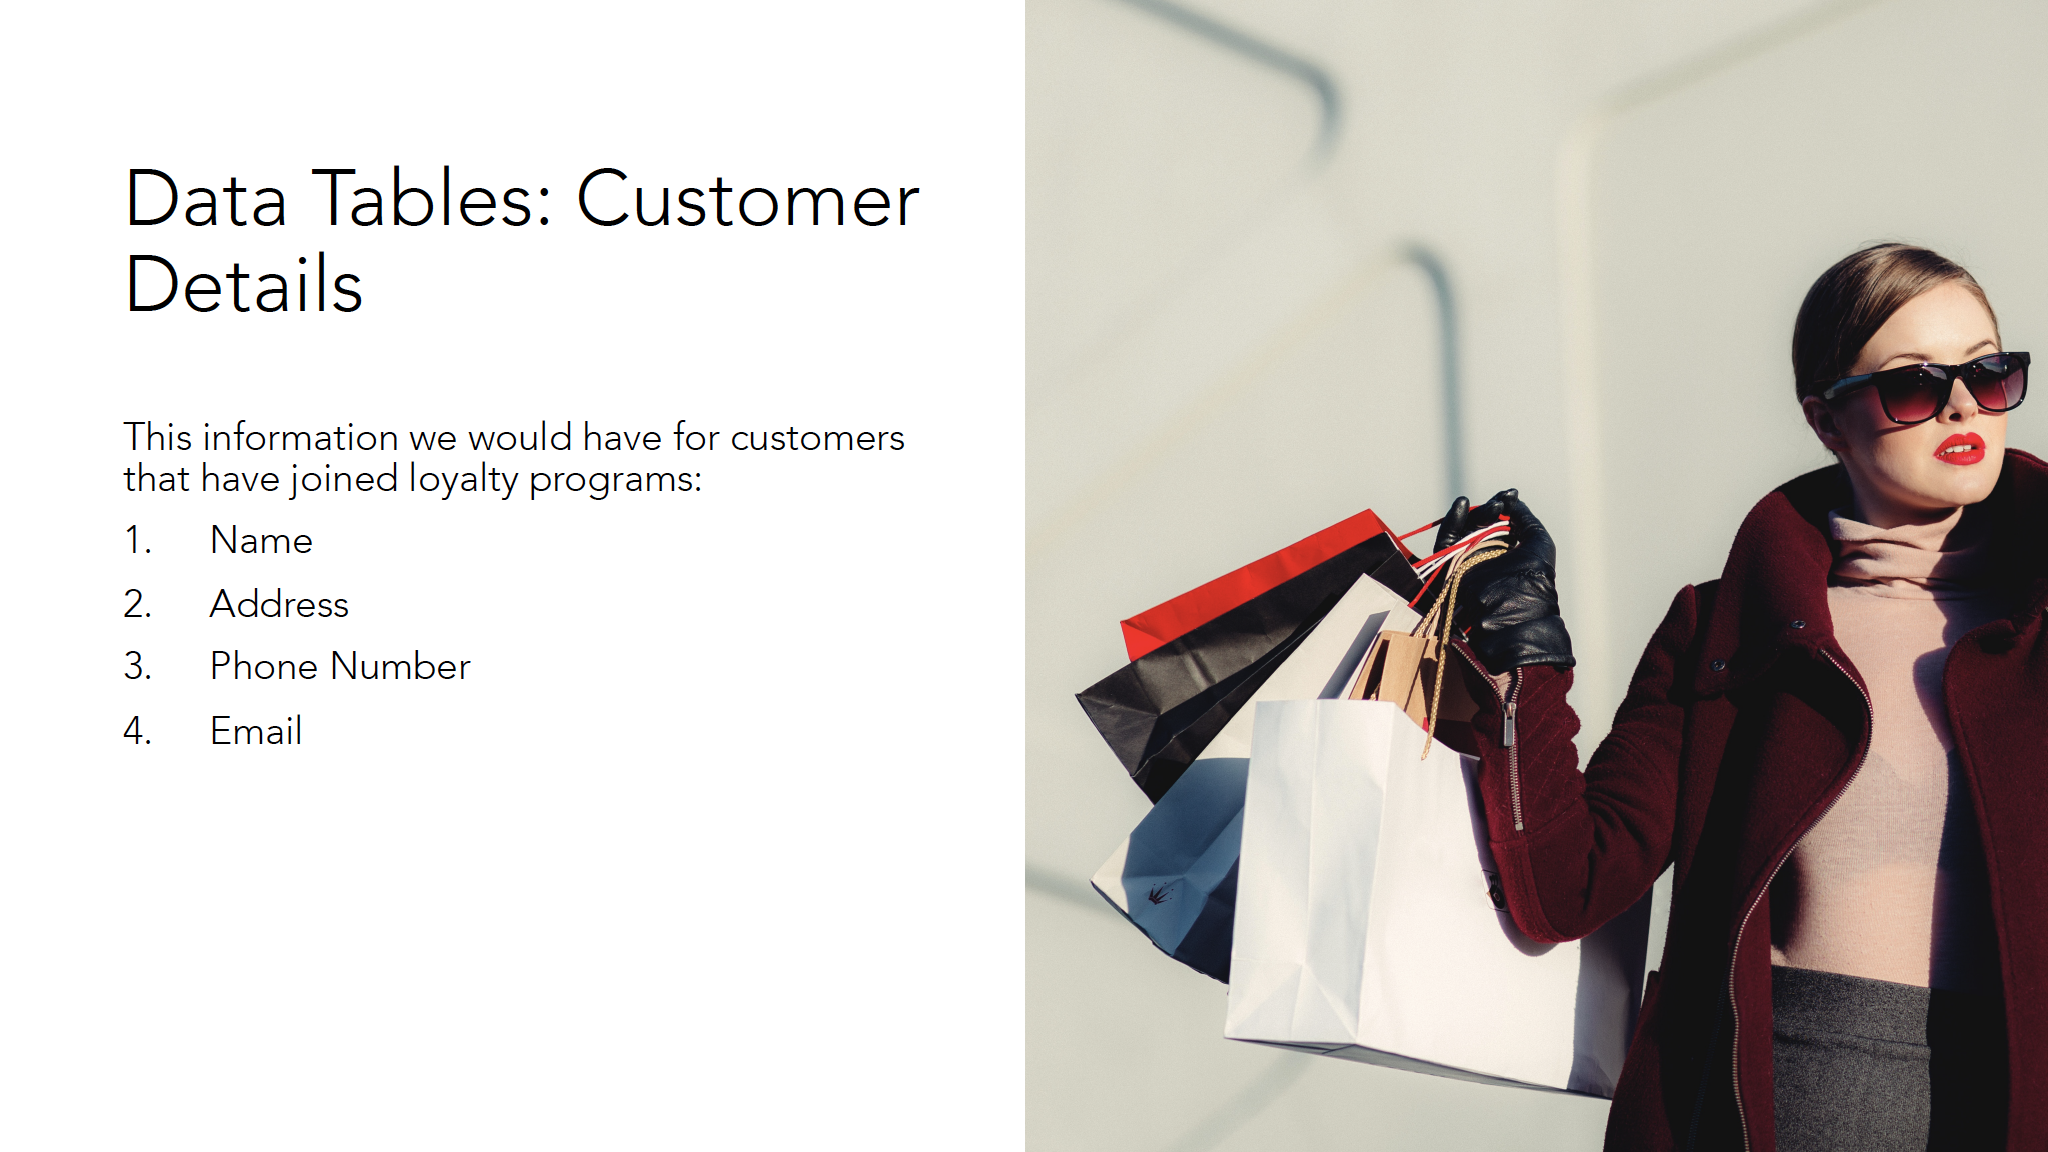 Data Tables: Customer
Details
This information we would have for customers
that have joined loyalty programs:
1. Name
2. Address
3. Phone Number
4. Email